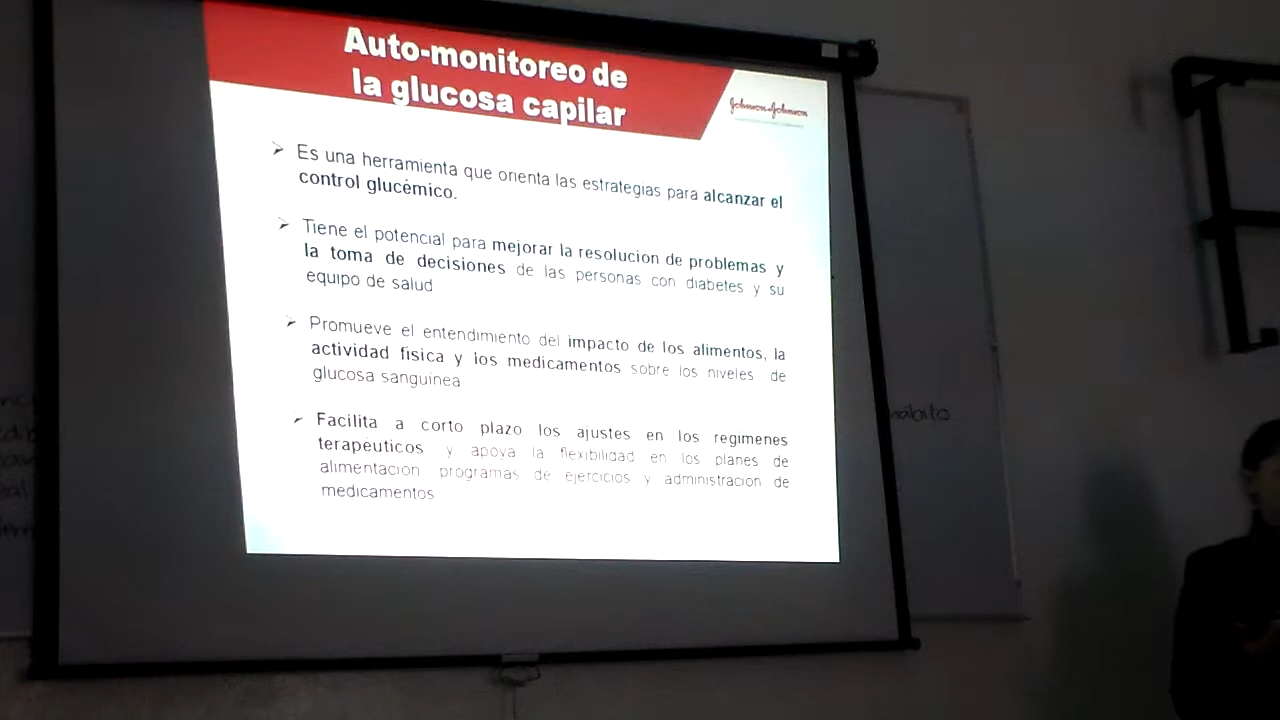 Auto-monitoreo de
la glucosa capilar
Johnson & Johnson
Es una herramienta que orienta las estrategias para alcanzar el
control glucémico.
Tiene el potencial para mejorar la resolucion de problemas y
la toma de decisiones de las personas con diabetes y su
equipo de salud
Promueve el entendimiento del impacto de los alimentos, la
actividad fisica y los medicamentos sobre los niveles de
glucosa sanguinea
Facilita a corto plazo los ajustes en los regimenes
terapeuticos y apoya la flexibilidad en los planes de
alimentacion programas de ejercicios y administracion de
medicamentos
hábito